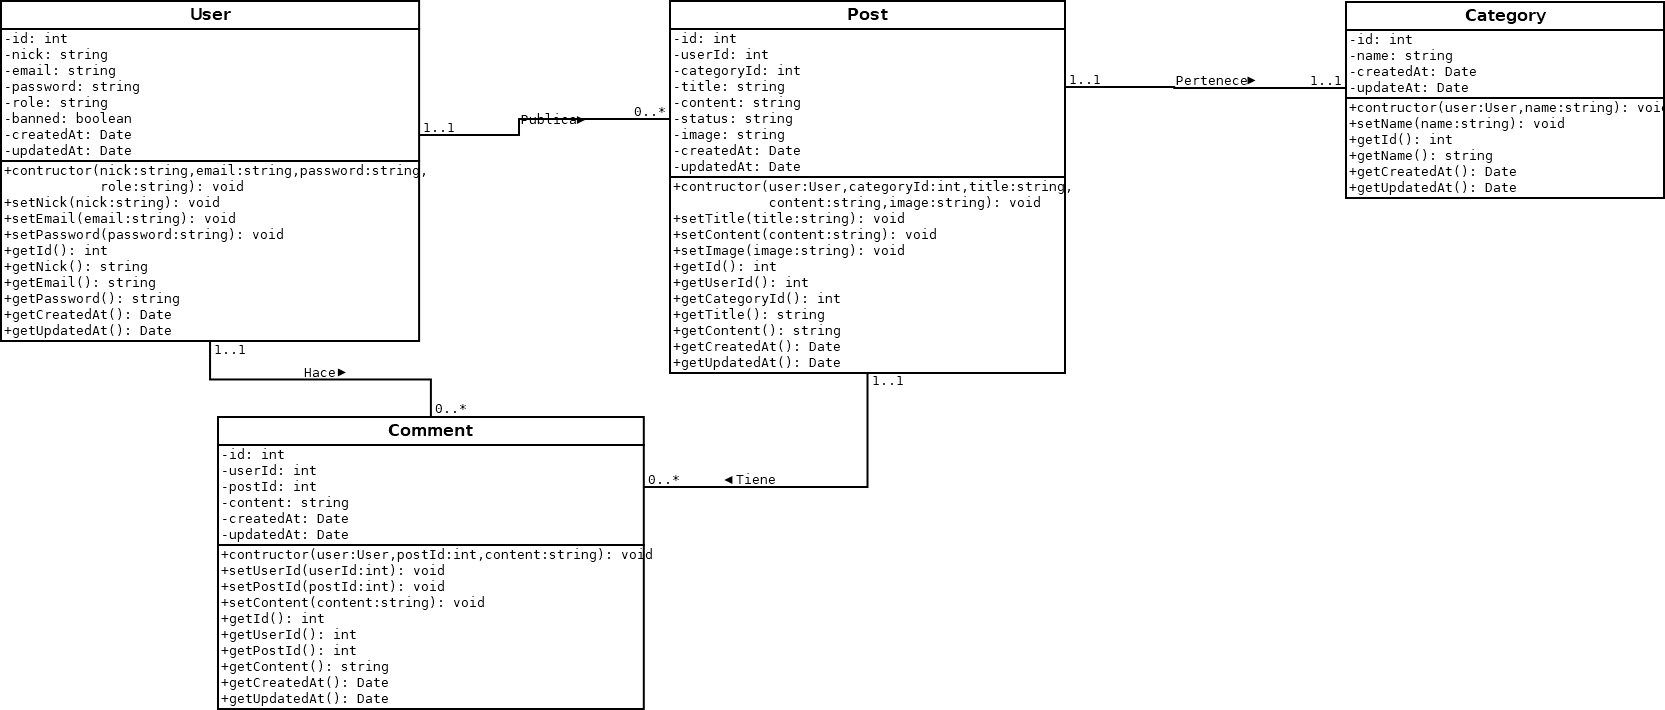 User
-id: int
-nick: string
-email: string
-password: string
-role: string
-banned: boolean
-createdAt: Date
-updatedAt: Date
+contructor(nick:string,email:string,password:string,
role:string): void
+setNick(nick:string): void
+setEmail(email:string): void
+setPassword(password:string): void
+getId(): int
+getNick(): string
+getEmail(): string
+getPassword(): string
+getCreatedAt(): Date
+getUpdatedAt(): Date
1..1
Publica►
0..*
Post
-id: int
-userId: int
-categoryId: int
-title: string
-content: string
-status: string
-image: string
-createdAt: Date
-updatedAt: Date
+contructor(user:User,categoryId:int,title:string,
content:string,image:string): void
+setTitle(title:string): void
+setContent(content:string): void
+setImage(image:string): void
+getId(): int
+getUserId(): int
+getCategoryId(): int
+getTitle(): string
+getContent(): string
+getCreatedAt(): Date
+getUpdatedAt(): Date
1..1
Pertenece►
1..1
Category
-id: int
-name: string
-createdAt: Date
-updateAt: Date
+contructor(user:User,name:string): void
+setName(name:string): void
+getId(): int
+getName(): string
+getCreatedAt(): Date
+getUpdatedAt(): Date
1..1
Hace►
0..*
1..1
◄Tiene
0..*
Comment
-id: int
-userId: int
-postId: int
-content: string
-createdAt: Date
-updatedAt: Date
+contructor(user:User,postId:int,content:string): void
+setUserId(userId:int): void
+setPostId(postId:int): void
+setContent(content:string): void
+getId(): int
+getUserId(): int
+getPostId(): int
+getContent(): string
+getCreatedAt(): Date
+getUpdatedAt(): Date